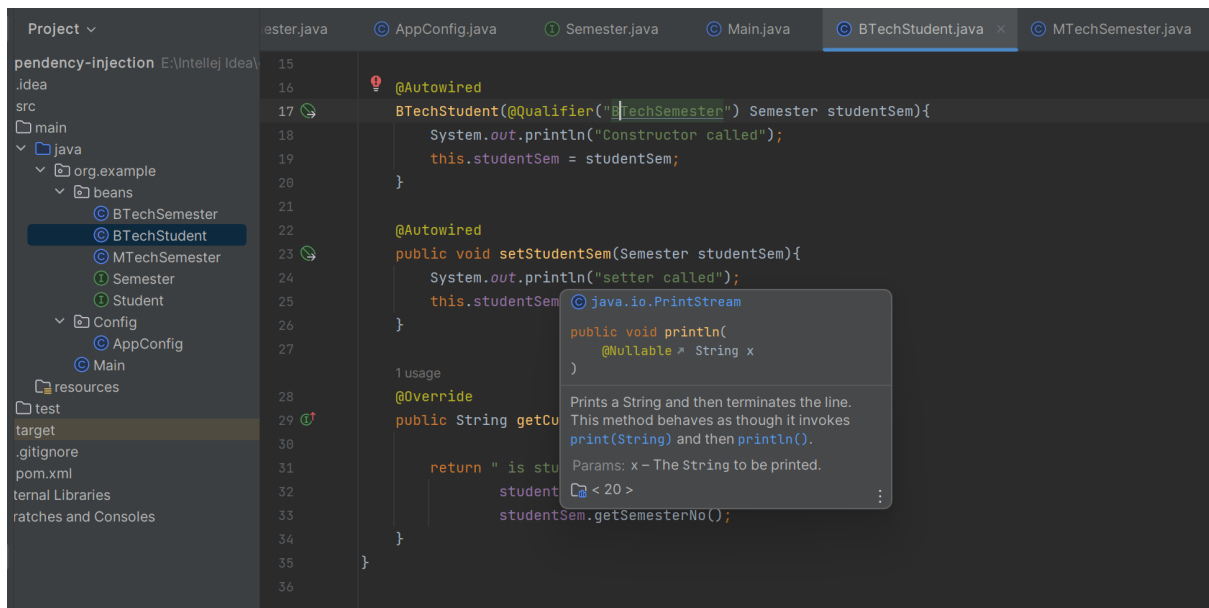 Project
ester.java AppConfig.java Semester.java Main.java BTechStudent.java MTechSemester.java
pendency-injection E:\Intellej Idea\
.idea
src
main
java
org.example
beans
BTechSemester
BTechStudent
MTechSemester
Semester
Student
Config
AppConfig
Main
resources
test
target
.gitignore
pom.xml
ternal Libraries
ratches and Consoles
15
16 @Autowired
17 BTechStudent(@Qualifier("BTechSemester") Semester studentSem){
18 System.out.println("Constructor called");
19 this.studentSem = studentSem;
20 }
21
22 @Autowired
23 public void setStudentSem(Semester studentSem){
24 System.out.println("setter called");
25 this.studentSem
26 }
27
1 usage
28 @Override
29 public String getCu
30
31 return " is stu
32 student
33 studentSem.getSemesterNo();
34 }
35 }
36
java.io.PrintStream
public void println(
@Nullable String x
)
Prints a String and then terminates the line.
This method behaves as though it invokes
print(String) and then println().
Params: x – The String to be printed.
< 20 >